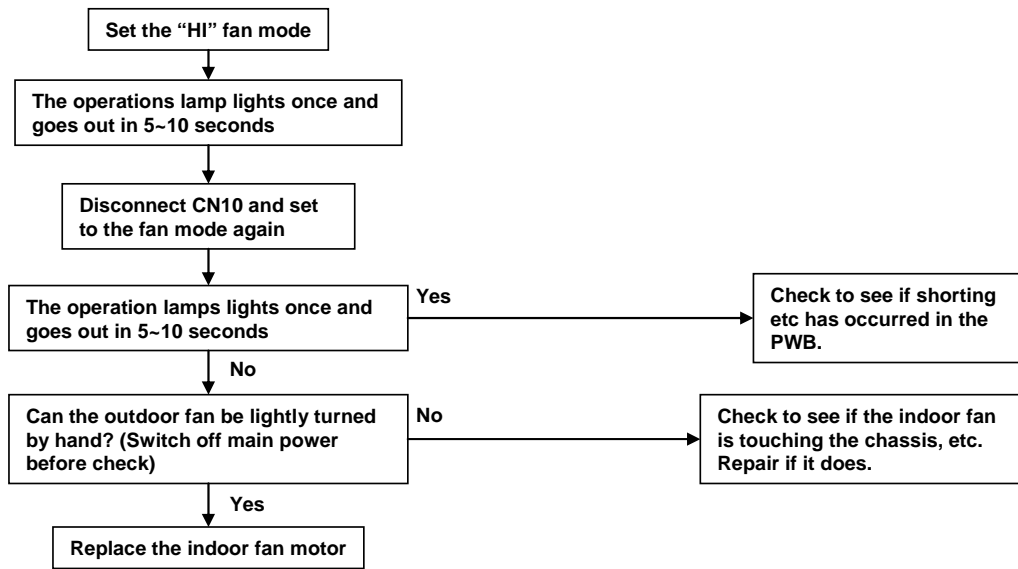 Set the “HI” fan mode
The operations lamp lights once and
goes out in 5~10 seconds
Disconnect CN10 and set
to the fan mode again
The operation lamps lights once and
goes out in 5~10 seconds
Yes
Check to see if shorting
etc has occurred in the
PWB.
No
Can the outdoor fan be lightly turned
by hand? (Switch off main power
before check)
No
Check to see if the indoor fan
is touching the chassis, etc.
Repair if it does.
Yes
Replace the indoor fan motor